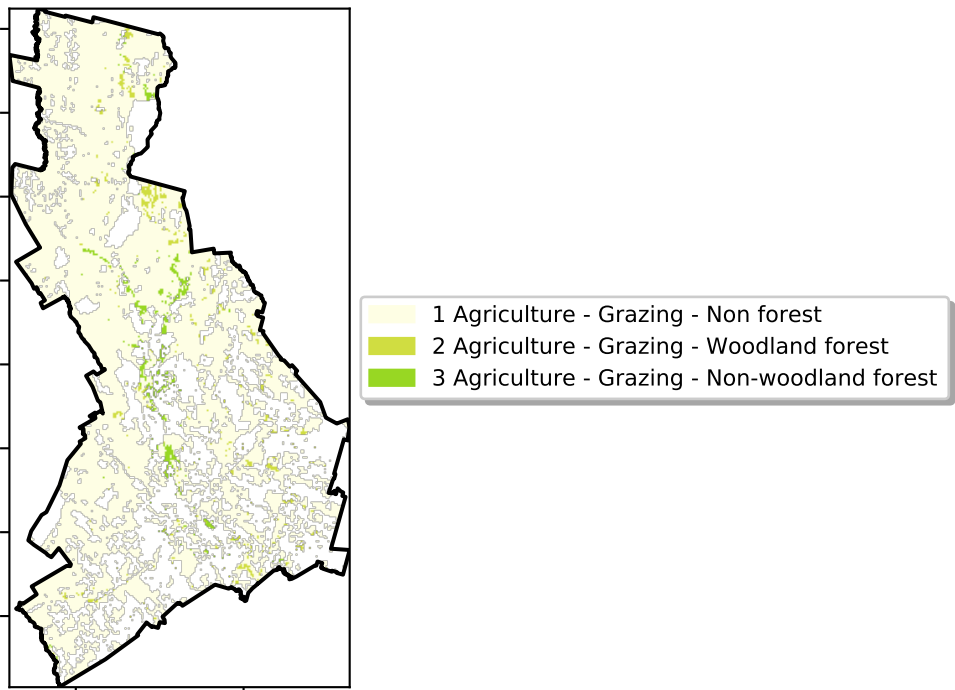 1 Agriculture - Grazing - Non forest
2 Agriculture - Grazing - Woodland forest
3 Agriculture - Grazing - Non-woodland forest